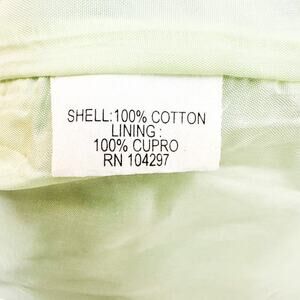 SHELL:100% COTTON
LINING:
100% CUPRO
RN 104297